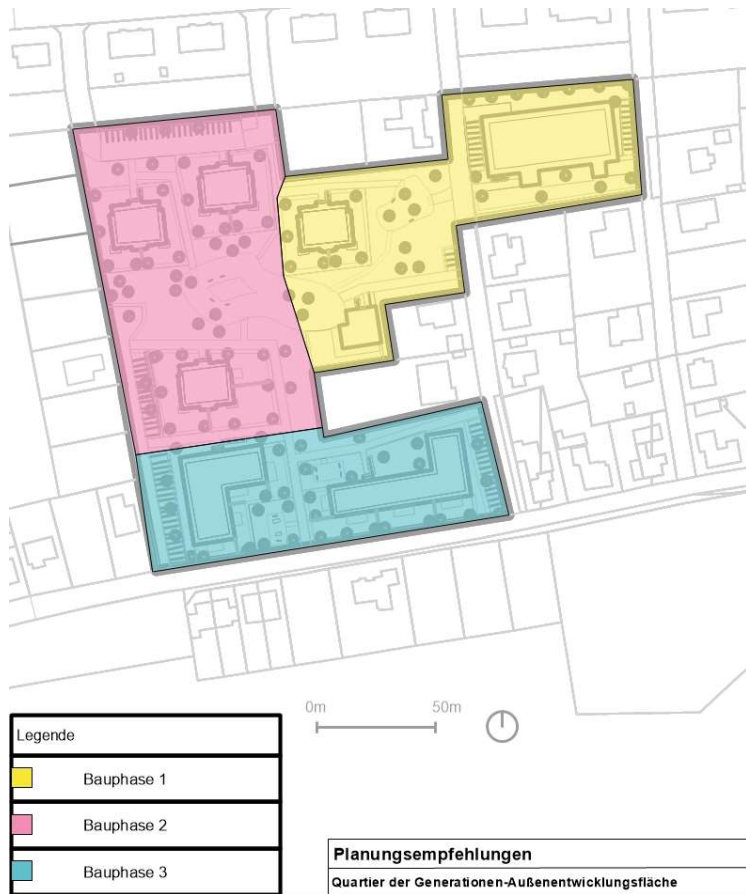 0m 50m
Legende
Bauphase 1
Bauphase 2
Bauphase 3
Planungsempfehlungen
Quartier der Generationen-Außenentwicklungsfläche